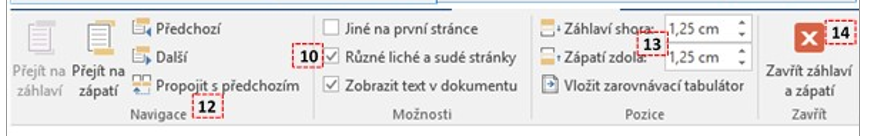 Přejít na záhlaví
Přejít na zápatí
Předchozí
Další
Propojit s předchozím
12
Navigace
Jiné na první stránce
10
Různé liché a sudé stránky
Zobrazit text v dokumentu
Možnosti
Záhlaví shora: 1,25 cm
13
Zápatí zdola: 1,25 cm
Vložit zarovnávací tabulátor
Pozice
14
Zavřít záhlaví
a zápatí
Zavřít